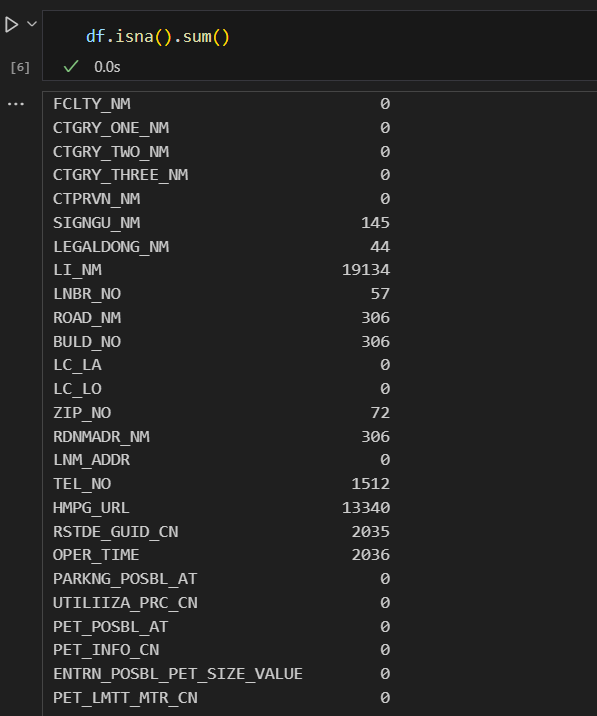 df.isna().sum()
[6]
0.0s
...
FCLTY_NM 0
CTGRY_ONE_NM 0
CTGRY_TWO_NM 0
CTGRY_THREE_NM 0
CTPRVN_NM 0
SIGNGU_NM 145
LEGALDONG_NM 44
LI_NM 19134
LNBR_NO 57
ROAD_NM 306
BULD_NO 306
LC_LA 0
LC_LO 0
ZIP_NO 72
RDNMADR_NM 306
LNM_ADDR 0
TEL_NO 1512
HMPG_URL 13340
RSTDE_GUID_CN 2035
OPER_TIME 2036
PARKNG_POSBL_AT 0
UTILIIZA_PRC_CN 0
PET_POSBL_AT 0
PET_INFO_CN 0
ENTRN_POSBL_PET_SIZE_VALUE 0
PET_LMTT_MTR_CN 0